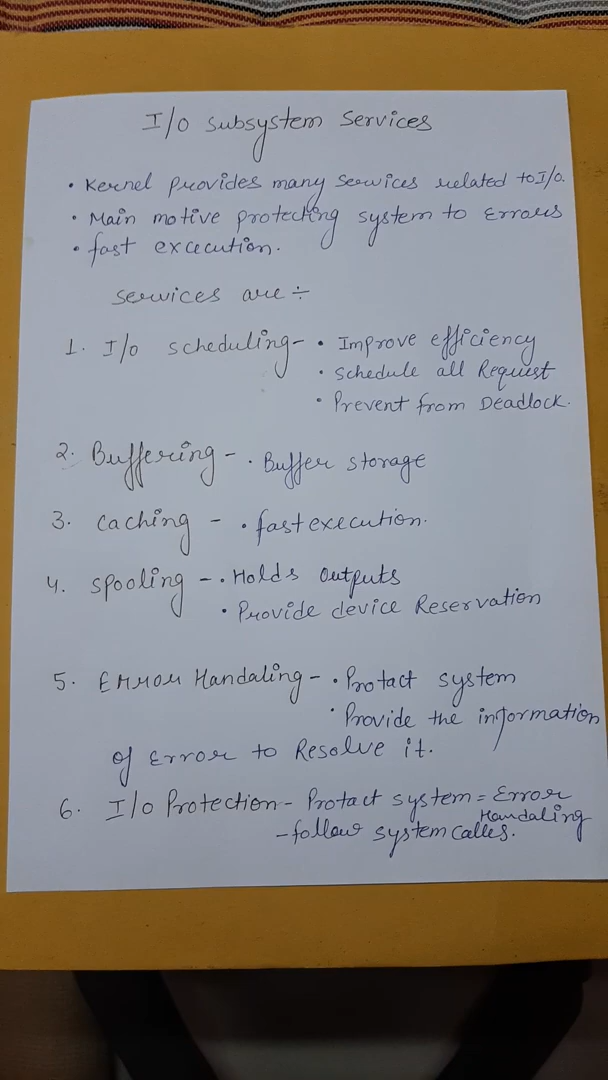 I/O Subsystem Services
• Kernel provides many services related to I/O.
• Main motive protecting system to Errors
• fast excecution.
services are ÷
1. I/o scheduling - • Improve efficiency
• Schedule all Request
• Prevent from Deadlock.
2. Buffering - • Buffer storage
3. caching - • fast execution.
4. spooling - • Holds outputs
• Provide device Reservation
5. Error Handaling - • Protact system
• Provide the information
of Error to Resolve it.
6. I/o Protection - Protact system = Error
Handaling
- follow system calles.